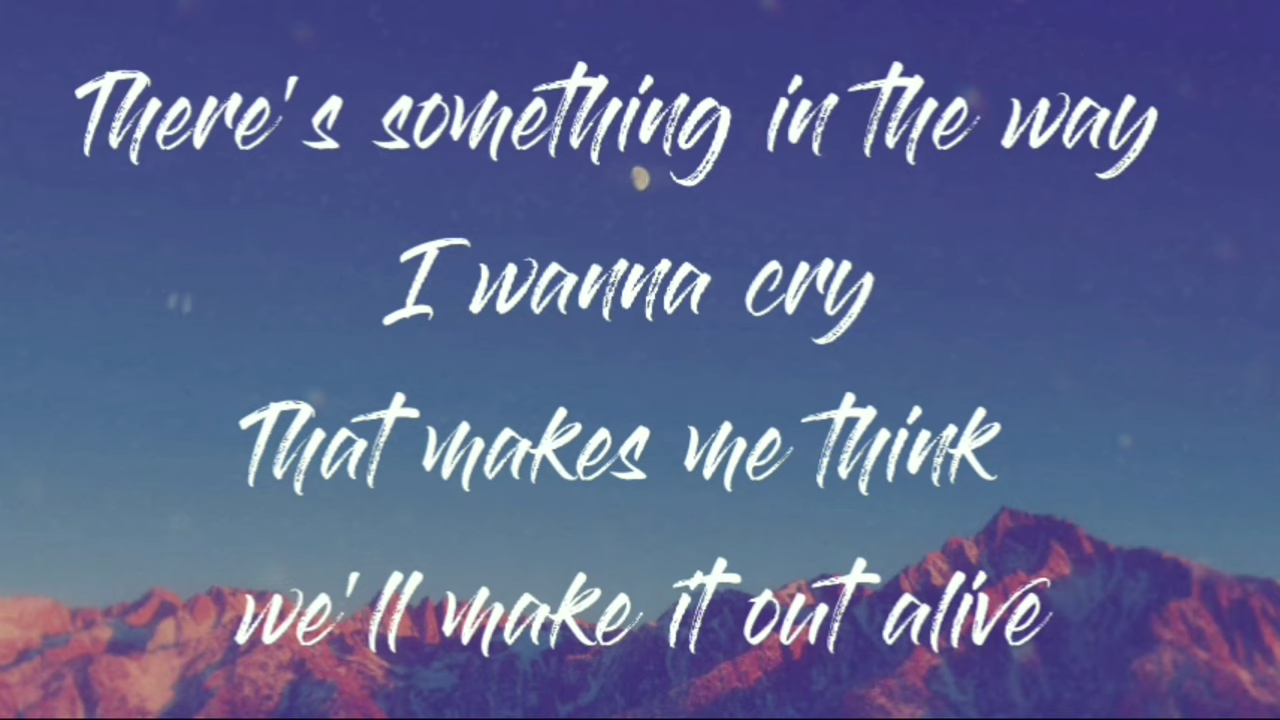 There's something in the way
I wanna cry
That makes me think
we'll make it out alive